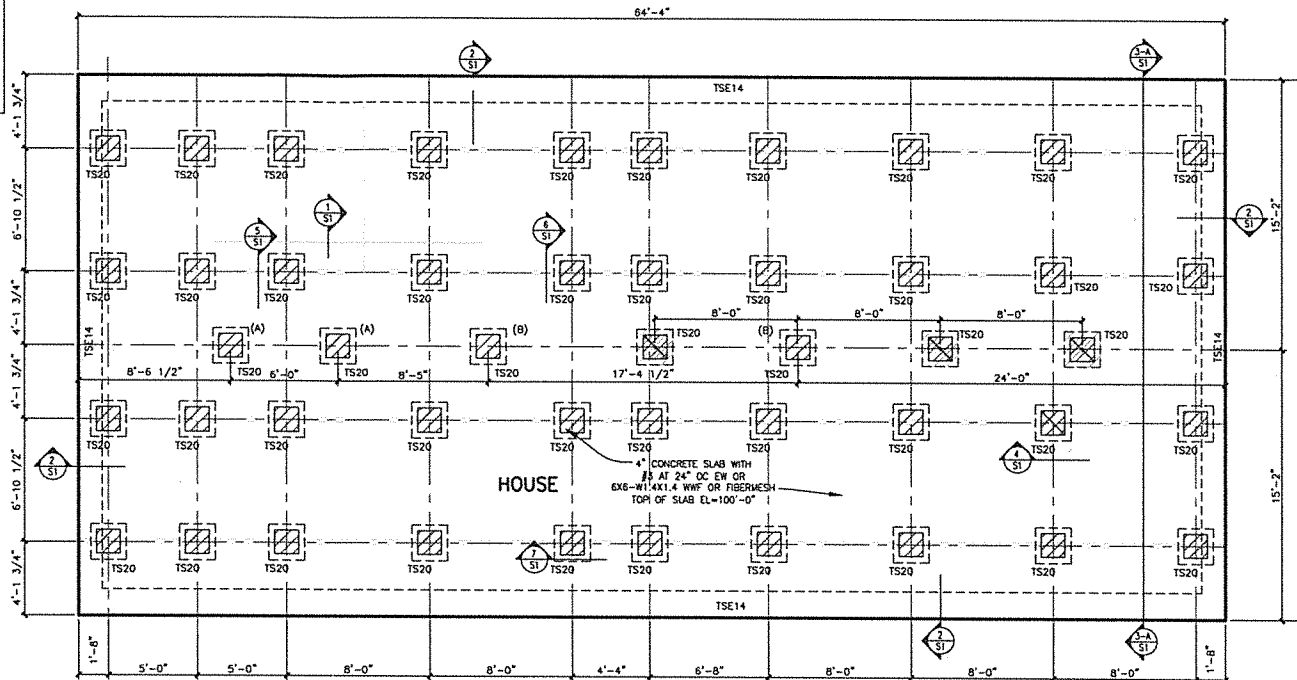 64'-4"
2
S1
3-A
S1
TSE14
4'-1 3/4"
TS20 TS20 TS20 TS20 TS20 TS20 TS20 TS20 TS20 TS20
6'-10 1/2"
5
S1
1
S1
6
S1
2
S1
15'-2"
TS20 TS20 TS20 TS20 TS20 TS20 TS20 TS20 TS20 TS20
4'-1 3/4"
8'-0" 8'-0" 8'-0"
(A) (A) (B) TS20 (B) TS20 TS20
TSE14
TS20 TS20 TS20 TS20
TSE14
8'-6 1/2" 6'-0" 8'-5" 17'-4 1/2" 24'-0"
4'-1 3/4"
TS20 TS20 TS20 TS20 TS20 TS20 TS20 TS20 TS20 TS20
2
S1
4
S1
6'-10 1/2"
HOUSE
4" CONCRETE SLAB WITH
#3 AT 24" OC EW OR
6X6-W1.4X1.4 WWF OR FIBERMESH
TOP OF SLAB EL=100'-0"
15'-2"
7
S1
TS20 TS20 TS20 TS20 TS20 TS20 TS20 TS20 TS20 TS20
4'-1 3/4"
TSE14
2
S1
3-A
S1
1'-8" 5'-0" 5'-0" 8'-0" 8'-0" 4'-4" 6'-8" 8'-0" 8'-0" 8'-0" 1'-8"